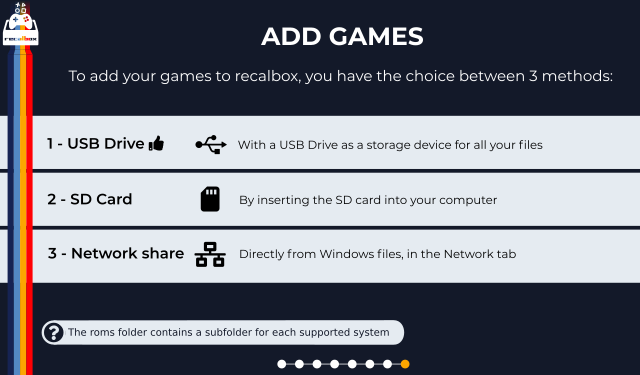 recalbox
ADD GAMES
To add your games to recalbox, you have the choice between 3 methods:
1 - USB Drive
With a USB Drive as a storage device for all your files
2 - SD Card
By inserting the SD card into your computer
3 - Network share
Directly from Windows files, in the Network tab
? The roms folder contains a subfolder for each supported system